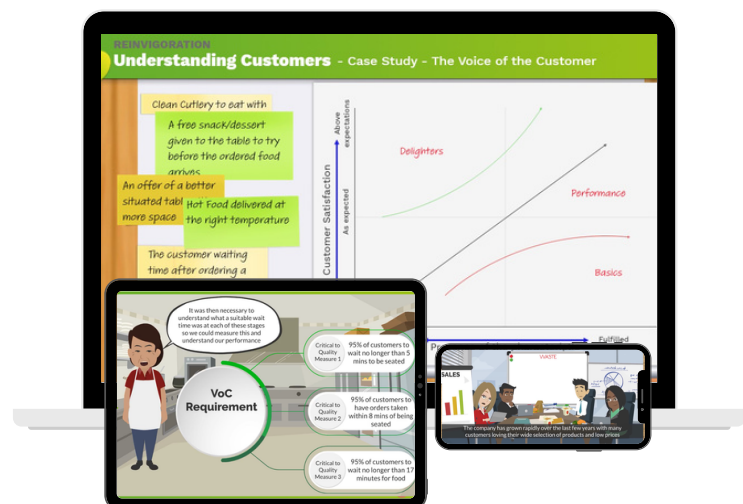 REINVIGORATION
Understanding Customers - Case Study - The Voice of the Customer
Clean Cutlery to eat with
A free snack/dessert
given to the table to try
before the ordered food
arrives
An offer of a better
situated
more space
Hot Food delivered at
the right temperature
The customer waiting
time after ordering a
Customer Satisfaction
As expected
Above
expectations
Delighters
Performance
Basics
Fulfilled
It was then necessary to
understand what a suitable wait
time was at each of these stages
so we could measure this and
understand our performance
VoC
Requirement
Critical to
Quality
Measure 1
95% of customers to
wait no longer than 5
mins to be seated
Critical to
Quality
Measure 2
95% of customers to
have orders taken
within 8 mins of being
seated
Critical to
Quality
Measure 3
95% of customers to
wait no longer than 17
minutes for food
SALES
WASTE
The company has grown rapidly over the last few years with many
customers loving their wide selection of products and low prices